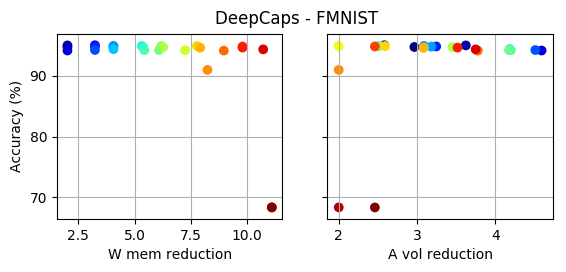 DeepCaps - FMNIST
Accuracy (%)
90
80
70
2.5 5.0 7.5 10.0
W mem reduction
2 3 4
A vol reduction